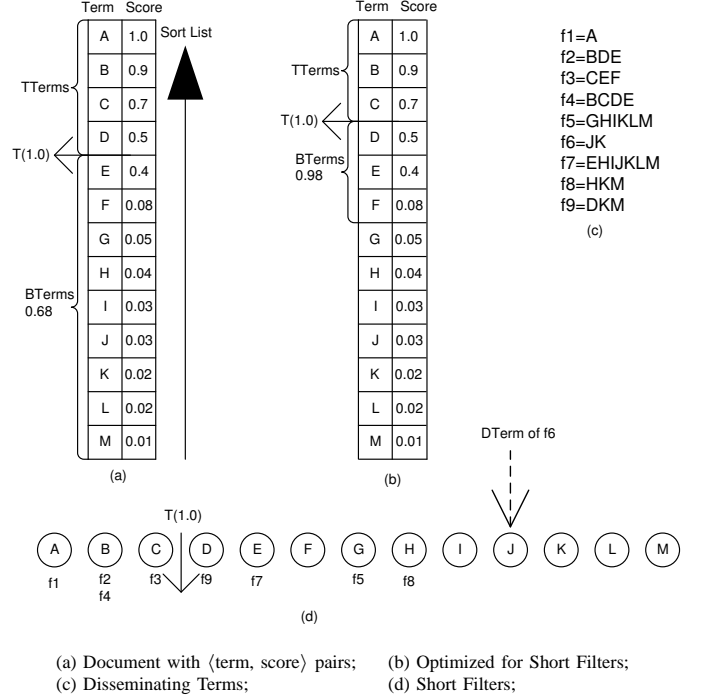 Term Score
A 1.0
B 0.9
C 0.7
D 0.5
E 0.4
F 0.08
G 0.05
H 0.04
I 0.03
J 0.03
K 0.02
L 0.02
M 0.01
TTerms
T(1.0)
BTerms
0.68
Sort List
(a)
Term Score
A 1.0
B 0.9
C 0.7
D 0.5
E 0.4
F 0.08
G 0.05
H 0.04
I 0.03
J 0.03
K 0.02
L 0.02
M 0.01
TTerms
T(1.0)
BTerms
0.98
(b)
f1=A
f2=BDE
f3=CEF
f4=BCDE
f5=GHIKLM
f6=JK
f7=EHIJKLM
f8=HKM
f9=DKM
(c)
DTerm of f6
T(1.0)
A B C D E F G H I J K L M
f1 f2 f3 f9 f7 f5 f8
f4
(d)
(a) Document with ⟨term, score⟩ pairs; (b) Optimized for Short Filters;
(c) Disseminating Terms; (d) Short Filters;